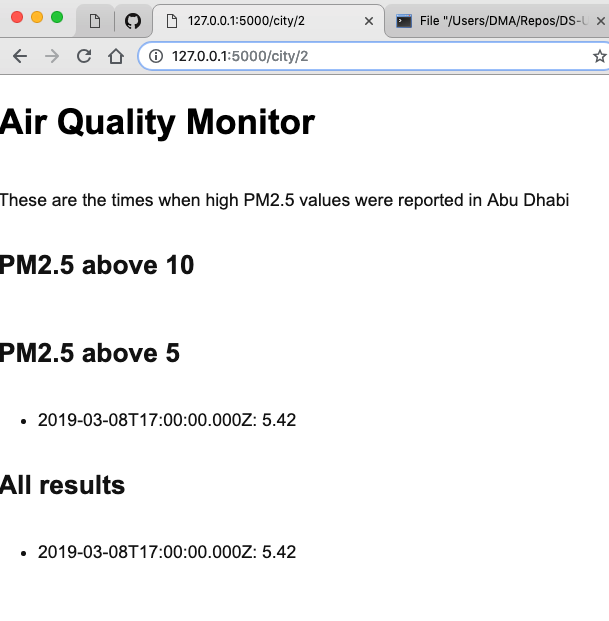 127.0.0.1:5000/city/2
File "/Users/DMA/Repos/DS-U
127.0.0.1:5000/city/2
Air Quality Monitor
These are the times when high PM2.5 values were reported in Abu Dhabi
PM2.5 above 10
PM2.5 above 5
2019-03-08T17:00:00.000Z: 5.42
All results
2019-03-08T17:00:00.000Z: 5.42